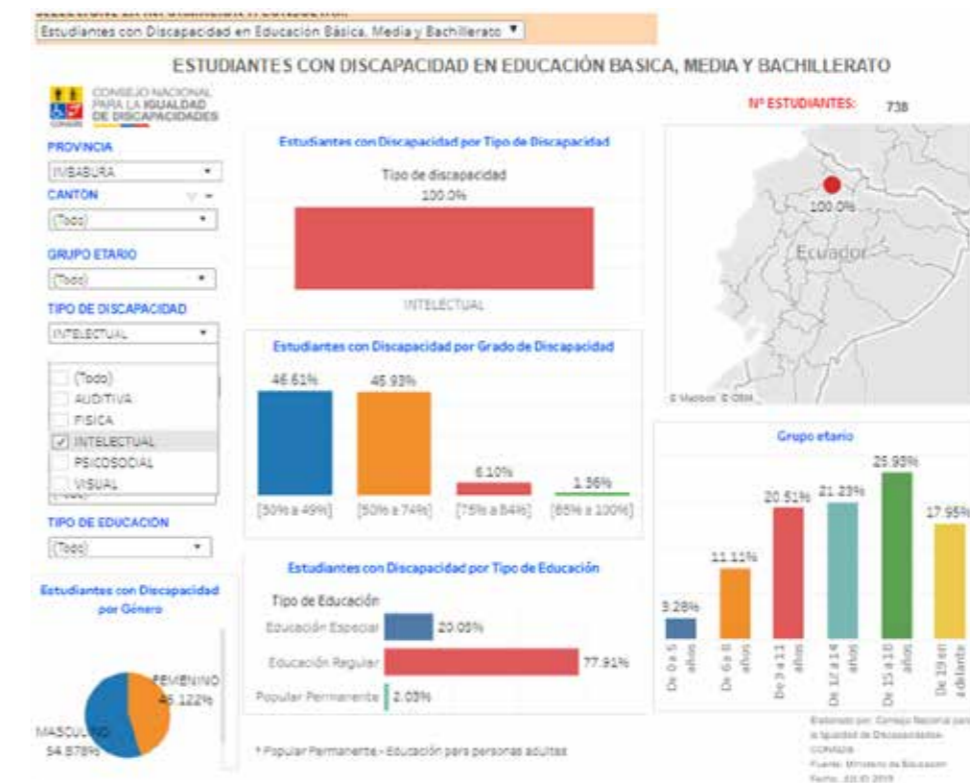 Estudiantes con Discapacidad en Educación Básica, Media y Bachillerato
ESTUDIANTES CON DISCAPACIDAD EN EDUCACIÓN BASICA, MEDIA Y BACHILLERATO
CONSEJO NACIONAL
PARA LA IGUALDAD
DE DISCAPACIDADES
Nº ESTUDIANTES: 738
PROVINCIA
IMBABURA
CANTÓN
(Todo)
GRUPO ETARIO
(Todo)
TIPO DE DISCAPACIDAD
INTELECTUAL
(Todo)
AUDITIVA
FISICA
INTELECTUAL
PSICOSOCIAL
VISUAL
(Todo)
TIPO DE EDUCACIÓN
(Todo)
Estudiantes con Discapacidad
por Género
FEMENINO
45.122%
MASCULINO
54.878%
Estudiantes con Discapacidad por Tipo de Discapacidad
Tipo de discapacidad
100.0%
INTELECTUAL
Estudiantes con Discapacidad por Grado de Discapacidad
46.61%
45.93%
6.10%
1.36%
[30% a 49%]
[50% a 74%]
[75% a 84%]
[85% a 100%]
Estudiantes con Discapacidad por Tipo de Educación
Tipo de Educación
Educación Especial 20.05%
Educación Regular 77.91%
Popular Permanente 2.03%
* Popular Permanente.- Educación para personas adultas
100.0%
Ecuador
© Mapbox © OSM
Grupo etario
3.28%
11.11%
20.51%
21.23%
25.93%
17.95%
De 0 a 5
años
De 6 a 8
años
De 9 a 11
años
De 12 a 14
años
De 15 a 18
años
De 19 en
adelante
Elaborado por: Consejo Nacional para
la Igualdad de Discapacidades-
CONADIS
Fuente: Ministerio de Educación
Fecha: JULIO 2019